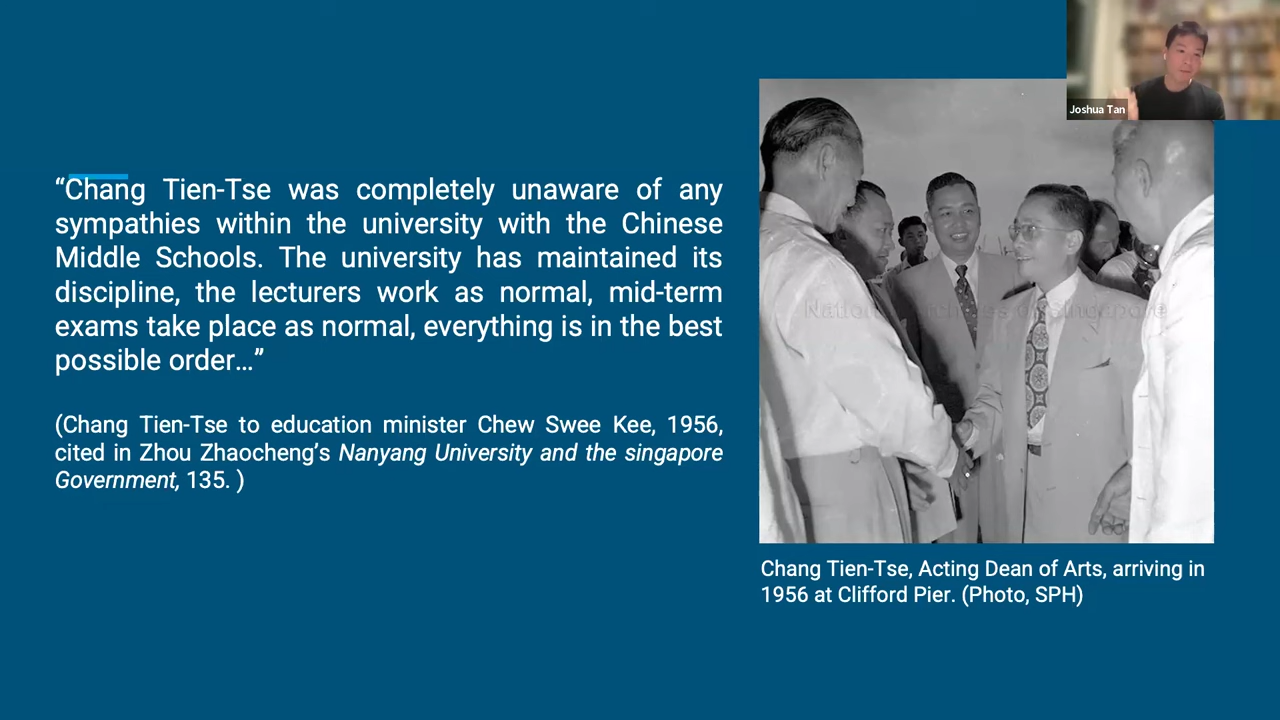 Joshua Tan
“Chang Tien-Tse was completely unaware of any
sympathies within the university with the Chinese
Middle Schools. The university has maintained its
discipline, the lecturers work as normal, mid-term
exams take place as normal, everything is in the best
possible order…”
(Chang Tien-Tse to education minister Chew Swee Kee, 1956,
cited in Zhou Zhaocheng’s Nanyang University and the singapore
Government, 135. )
National Archives of Singapore
Chang Tien-Tse, Acting Dean of Arts, arriving in
1956 at Clifford Pier. (Photo, SPH)